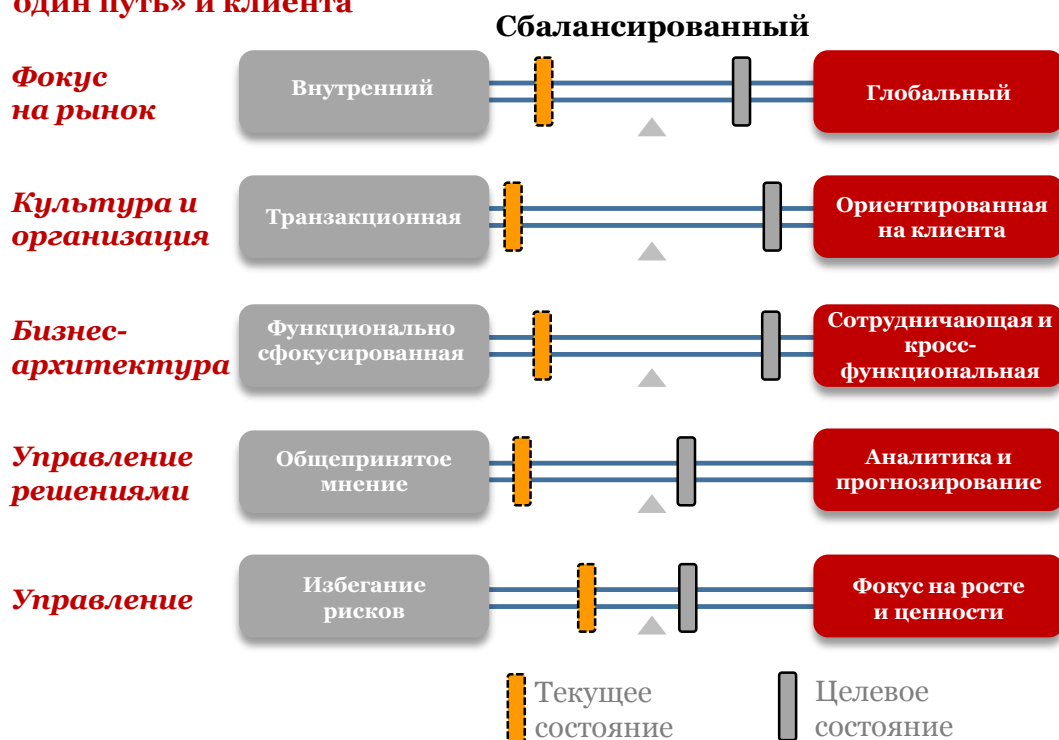 один путь» и клиента
Сбалансированный
Фокус
на рынок
Внутренний
Глобальный
Культура и
организация
Транзакционная
Ориентированная
на клиента
Бизнес-
архитектура
Функционально
сфокусированная
Сотрудничающая и
кросс-
функциональная
Управление
решениями
Общепринятое
мнение
Аналитика и
прогнозирование
Управление
Избегание
рисков
Фокус на росте
и ценности
Текущее
состояние
Целевое
состояние